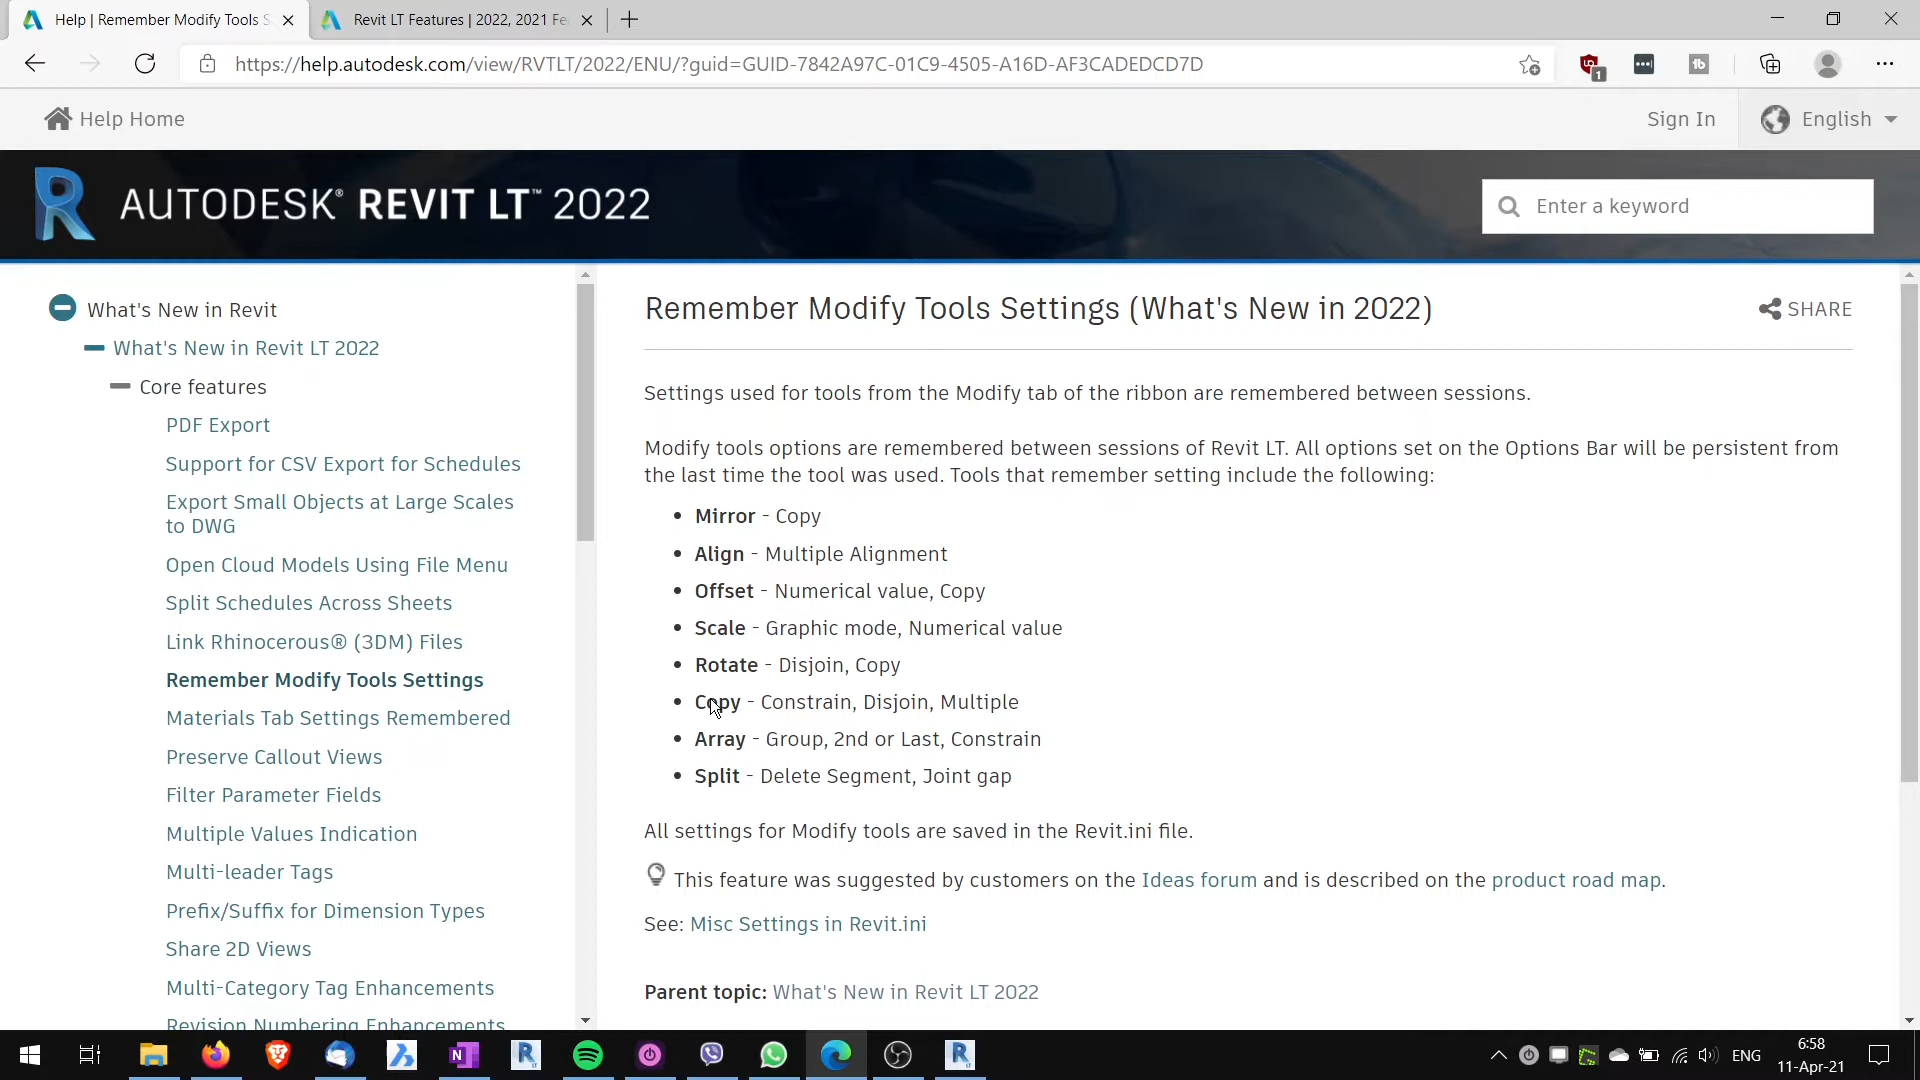 Help | Remember Modify Tools S
Revit LT Features | 2022, 2021 Fe
https://help.autodesk.com/view/RVTLT/2022/ENU/?guid=GUID-7842A97C-01C9-4505-A16D-AF3CADEDCD7D
1
Help Home
Sign In
English
AUTODESK® REVIT LT™ 2022
Enter a keyword
What's New in Revit
What's New in Revit LT 2022
Core features
PDF Export
Support for CSV Export for Schedules
Export Small Objects at Large Scales
to DWG
Open Cloud Models Using File Menu
Split Schedules Across Sheets
Link Rhinocerous® (3DM) Files
Remember Modify Tools Settings
Materials Tab Settings Remembered
Preserve Callout Views
Filter Parameter Fields
Multiple Values Indication
Multi-leader Tags
Prefix/Suffix for Dimension Types
Share 2D Views
Multi-Category Tag Enhancements
Revision Numbering Enhancements
Remember Modify Tools Settings (What's New in 2022)
SHARE
Settings used for tools from the Modify tab of the ribbon are remembered between sessions.
Modify tools options are remembered between sessions of Revit LT. All options set on the Options Bar will be persistent from
the last time the tool was used. Tools that remember setting include the following:
• Mirror - Copy
• Align - Multiple Alignment
• Offset - Numerical value, Copy
• Scale - Graphic mode, Numerical value
• Rotate - Disjoin, Copy
• Copy - Constrain, Disjoin, Multiple
• Array - Group, 2nd or Last, Constrain
• Split - Delete Segment, Joint gap
All settings for Modify tools are saved in the Revit.ini file.
This feature was suggested by customers on the Ideas forum and is described on the product road map.
See: Misc Settings in Revit.ini
Parent topic: What's New in Revit LT 2022
ENG
6:58
11-Apr-21